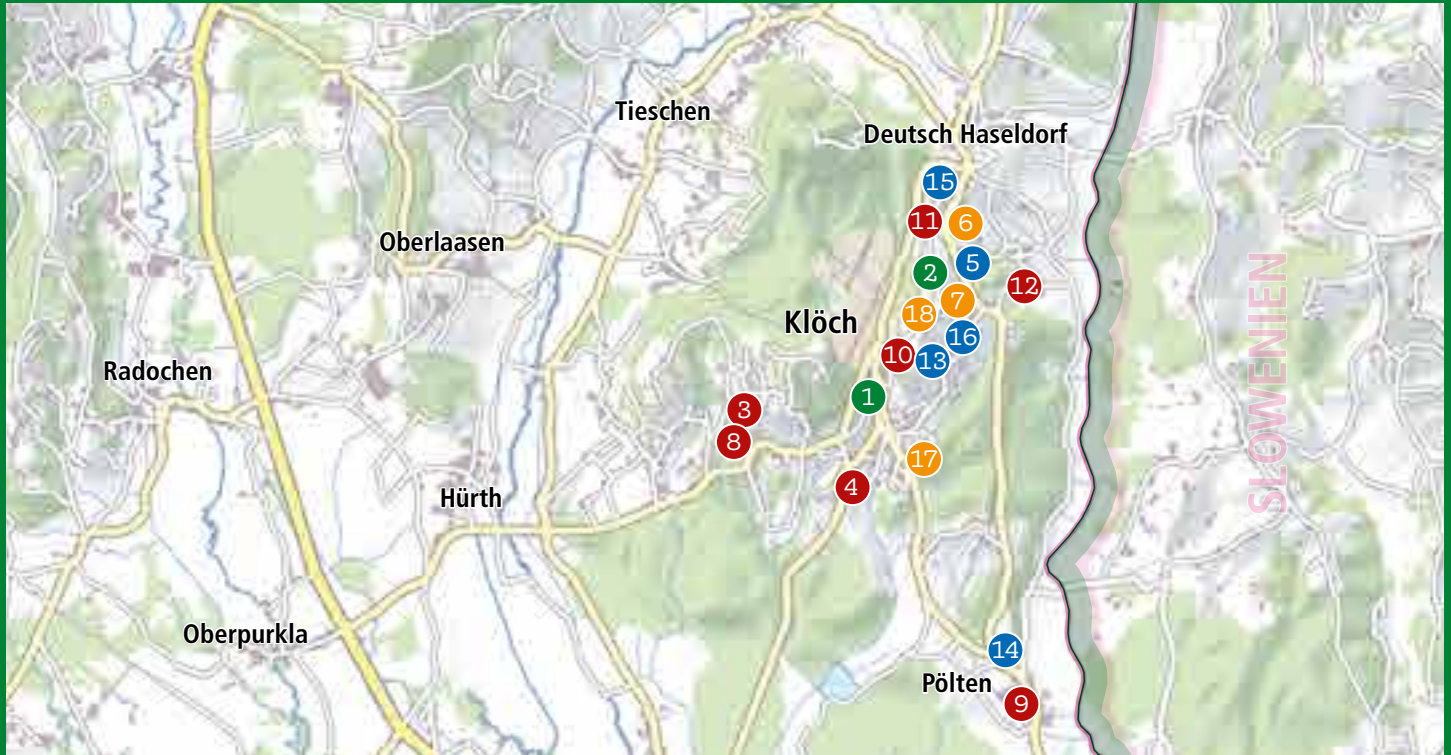 Tieschen
Deutsch Haseldorf
15
11
6
Oberlaasen
5
2
12
7
18
Klöch
16
10
13
SLOWENIEN
Radochen
1
3
8
17
4
Hürth
Oberpurkla
14
Pölten
9